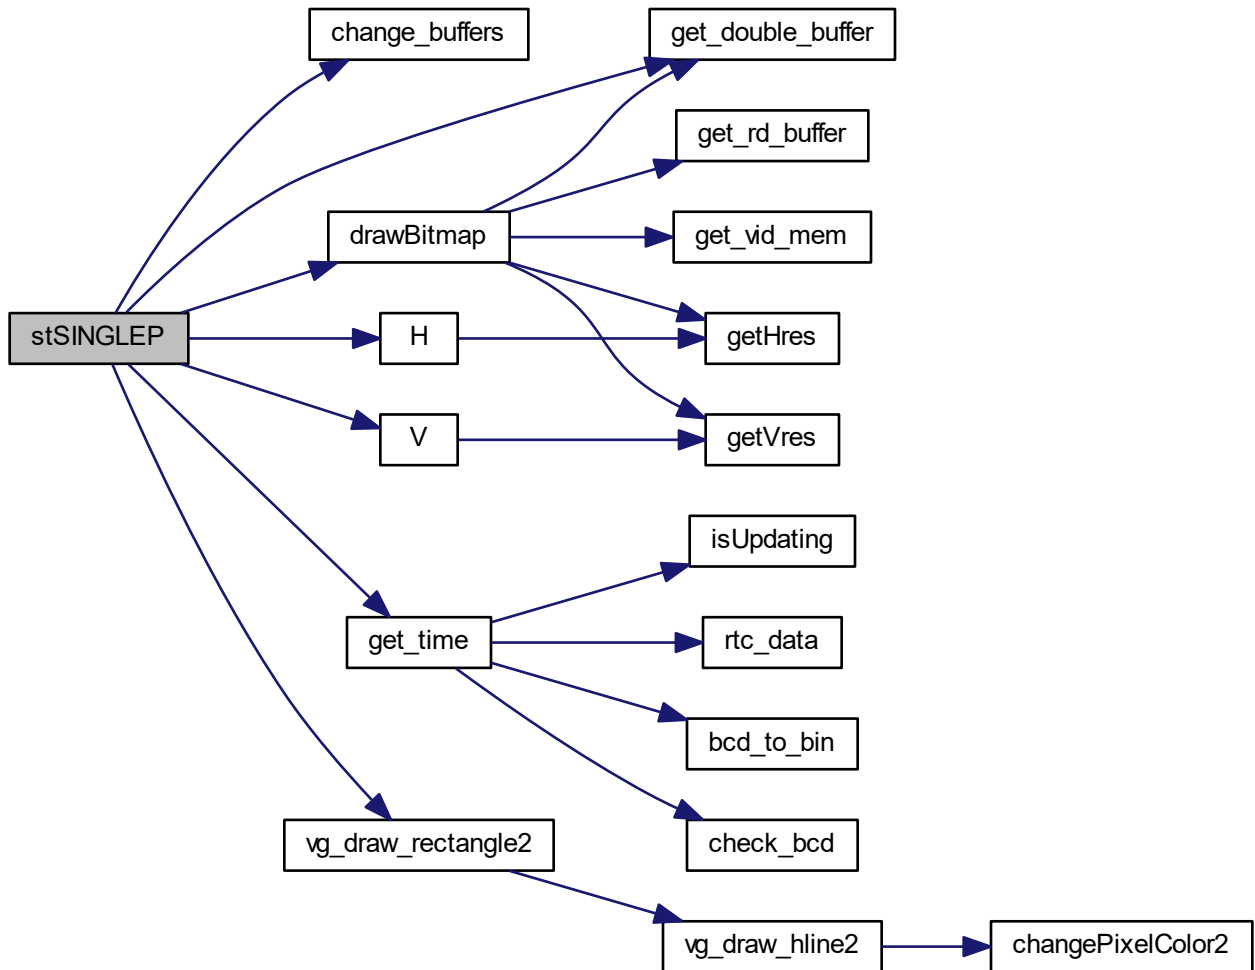 change_buffers
get_double_buffer
get_rd_buffer
drawBitmap
get_vid_mem
stSINGLEP
H
getHres
V
getVres
isUpdating
get_time
rtc_data
bcd_to_bin
vg_draw_rectangle2
check_bcd
vg_draw_hline2
changePixelColor2